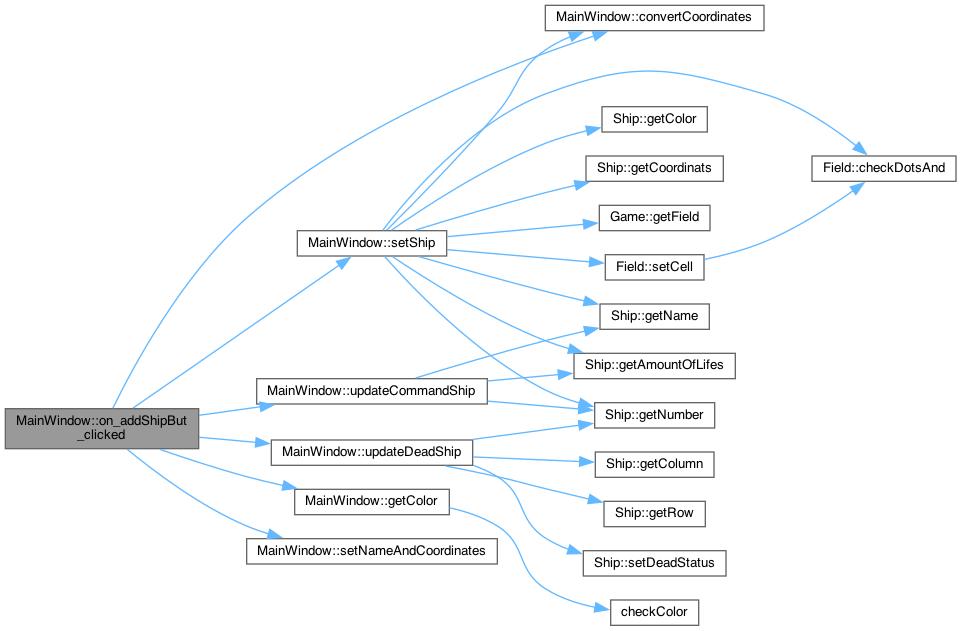 MainWindow::convertCoordinates
Ship::getColor
Ship::getCoordinats
Field::checkDotsAnd
Game::getField
MainWindow::setShip
Field::setCell
Ship::getName
Ship::getAmountOfLifes
MainWindow::updateCommandShip
Ship::getNumber
MainWindow::on_addShipBut
_clicked
MainWindow::updateDeadShip
Ship::getColumn
MainWindow::getColor
Ship::getRow
MainWindow::setNameAndCoordinates
Ship::setDeadStatus
checkColor